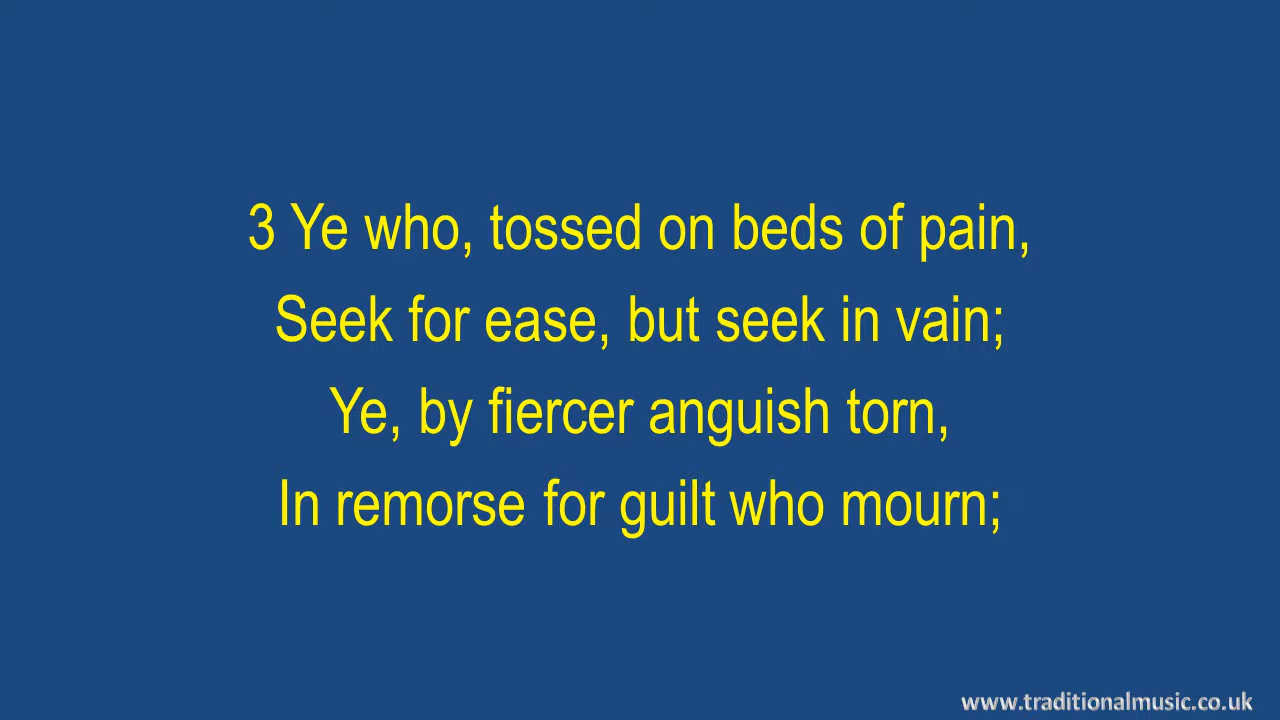 3 Ye who, tossed on beds of pain,
Seek for ease, but seek in vain;
Ye, by fiercer anguish torn,
In remorse for guilt who mourn;
www.traditionalmusic.co.uk